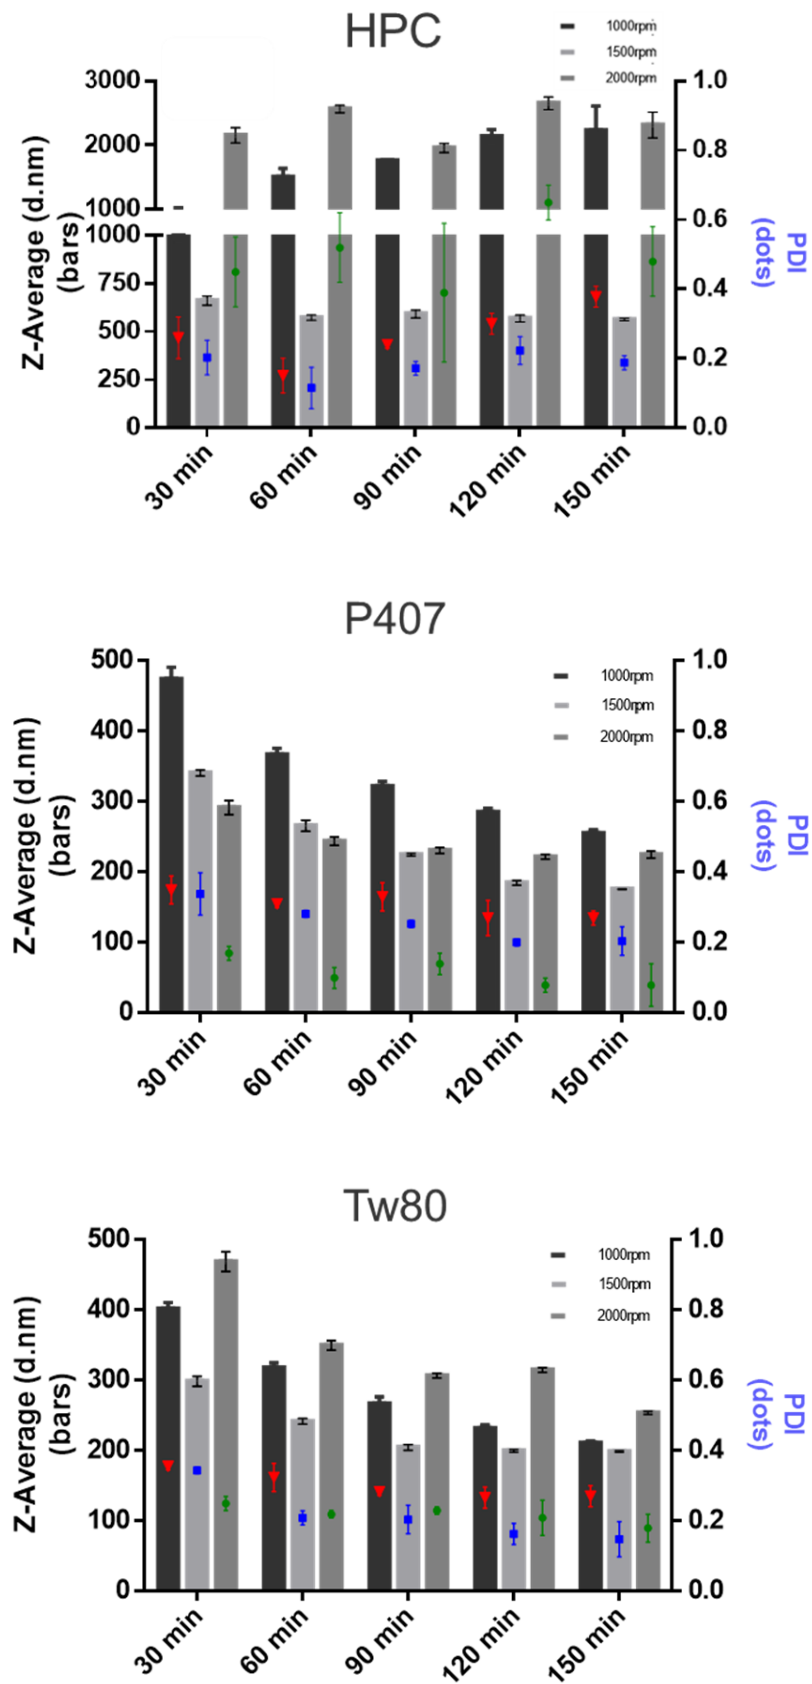 HPC
1000rpm
1500rpm
2000rpm
3000
2000
1000
1000
750
500
250
0
Z-Average (d.nm)
(bars)
1.0
0.8
0.6
0.4
0.2
0.0
PDI
(dots)
30 min
60 min
90 min
120 min
150 min
P407
1000rpm
1500rpm
2000rpm
500
400
300
200
100
0
Z-Average (d.nm)
(bars)
1.0
0.8
0.6
0.4
0.2
0.0
PDI
(dots)
30 min
60 min
90 min
120 min
150 min
Tw80
1000rpm
1500rpm
2000rpm
500
400
300
200
100
0
Z-Average (d.nm)
(bars)
1.0
0.8
0.6
0.4
0.2
0.0
PDI
(dots)
30 min
60 min
90 min
120 min
150 min